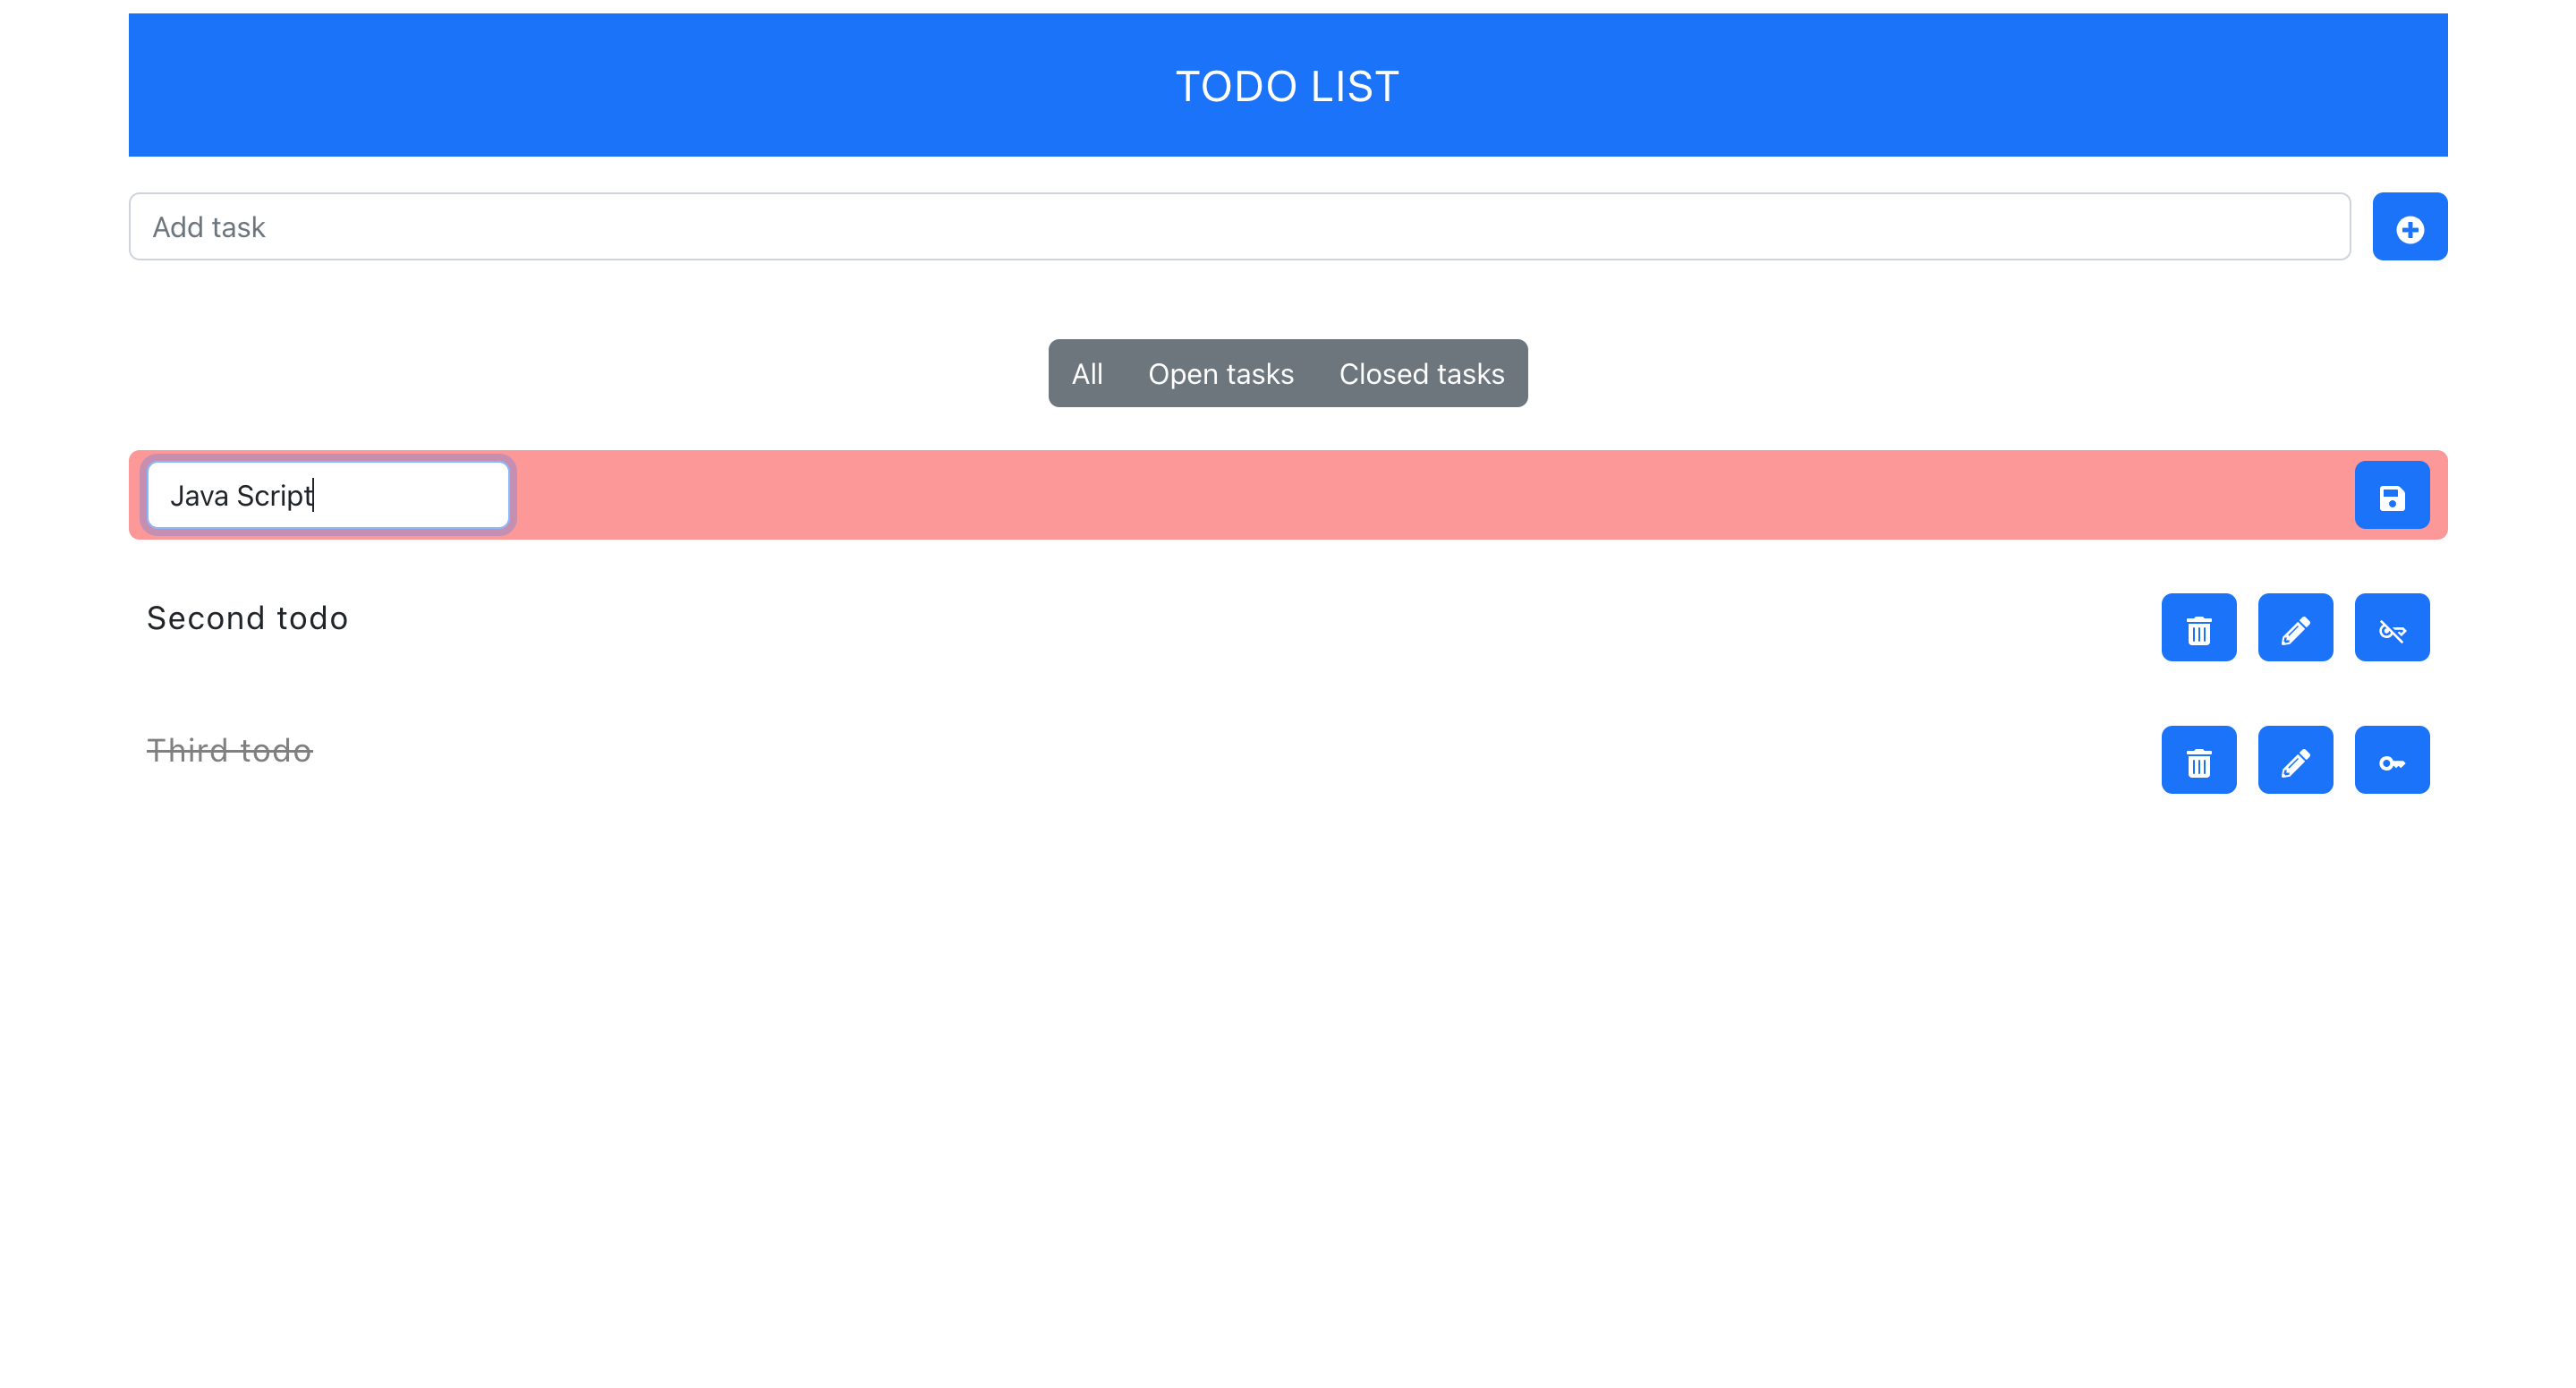 TODO LIST
Add task
All Open tasks Closed tasks
Java Script
Second todo
Third todo